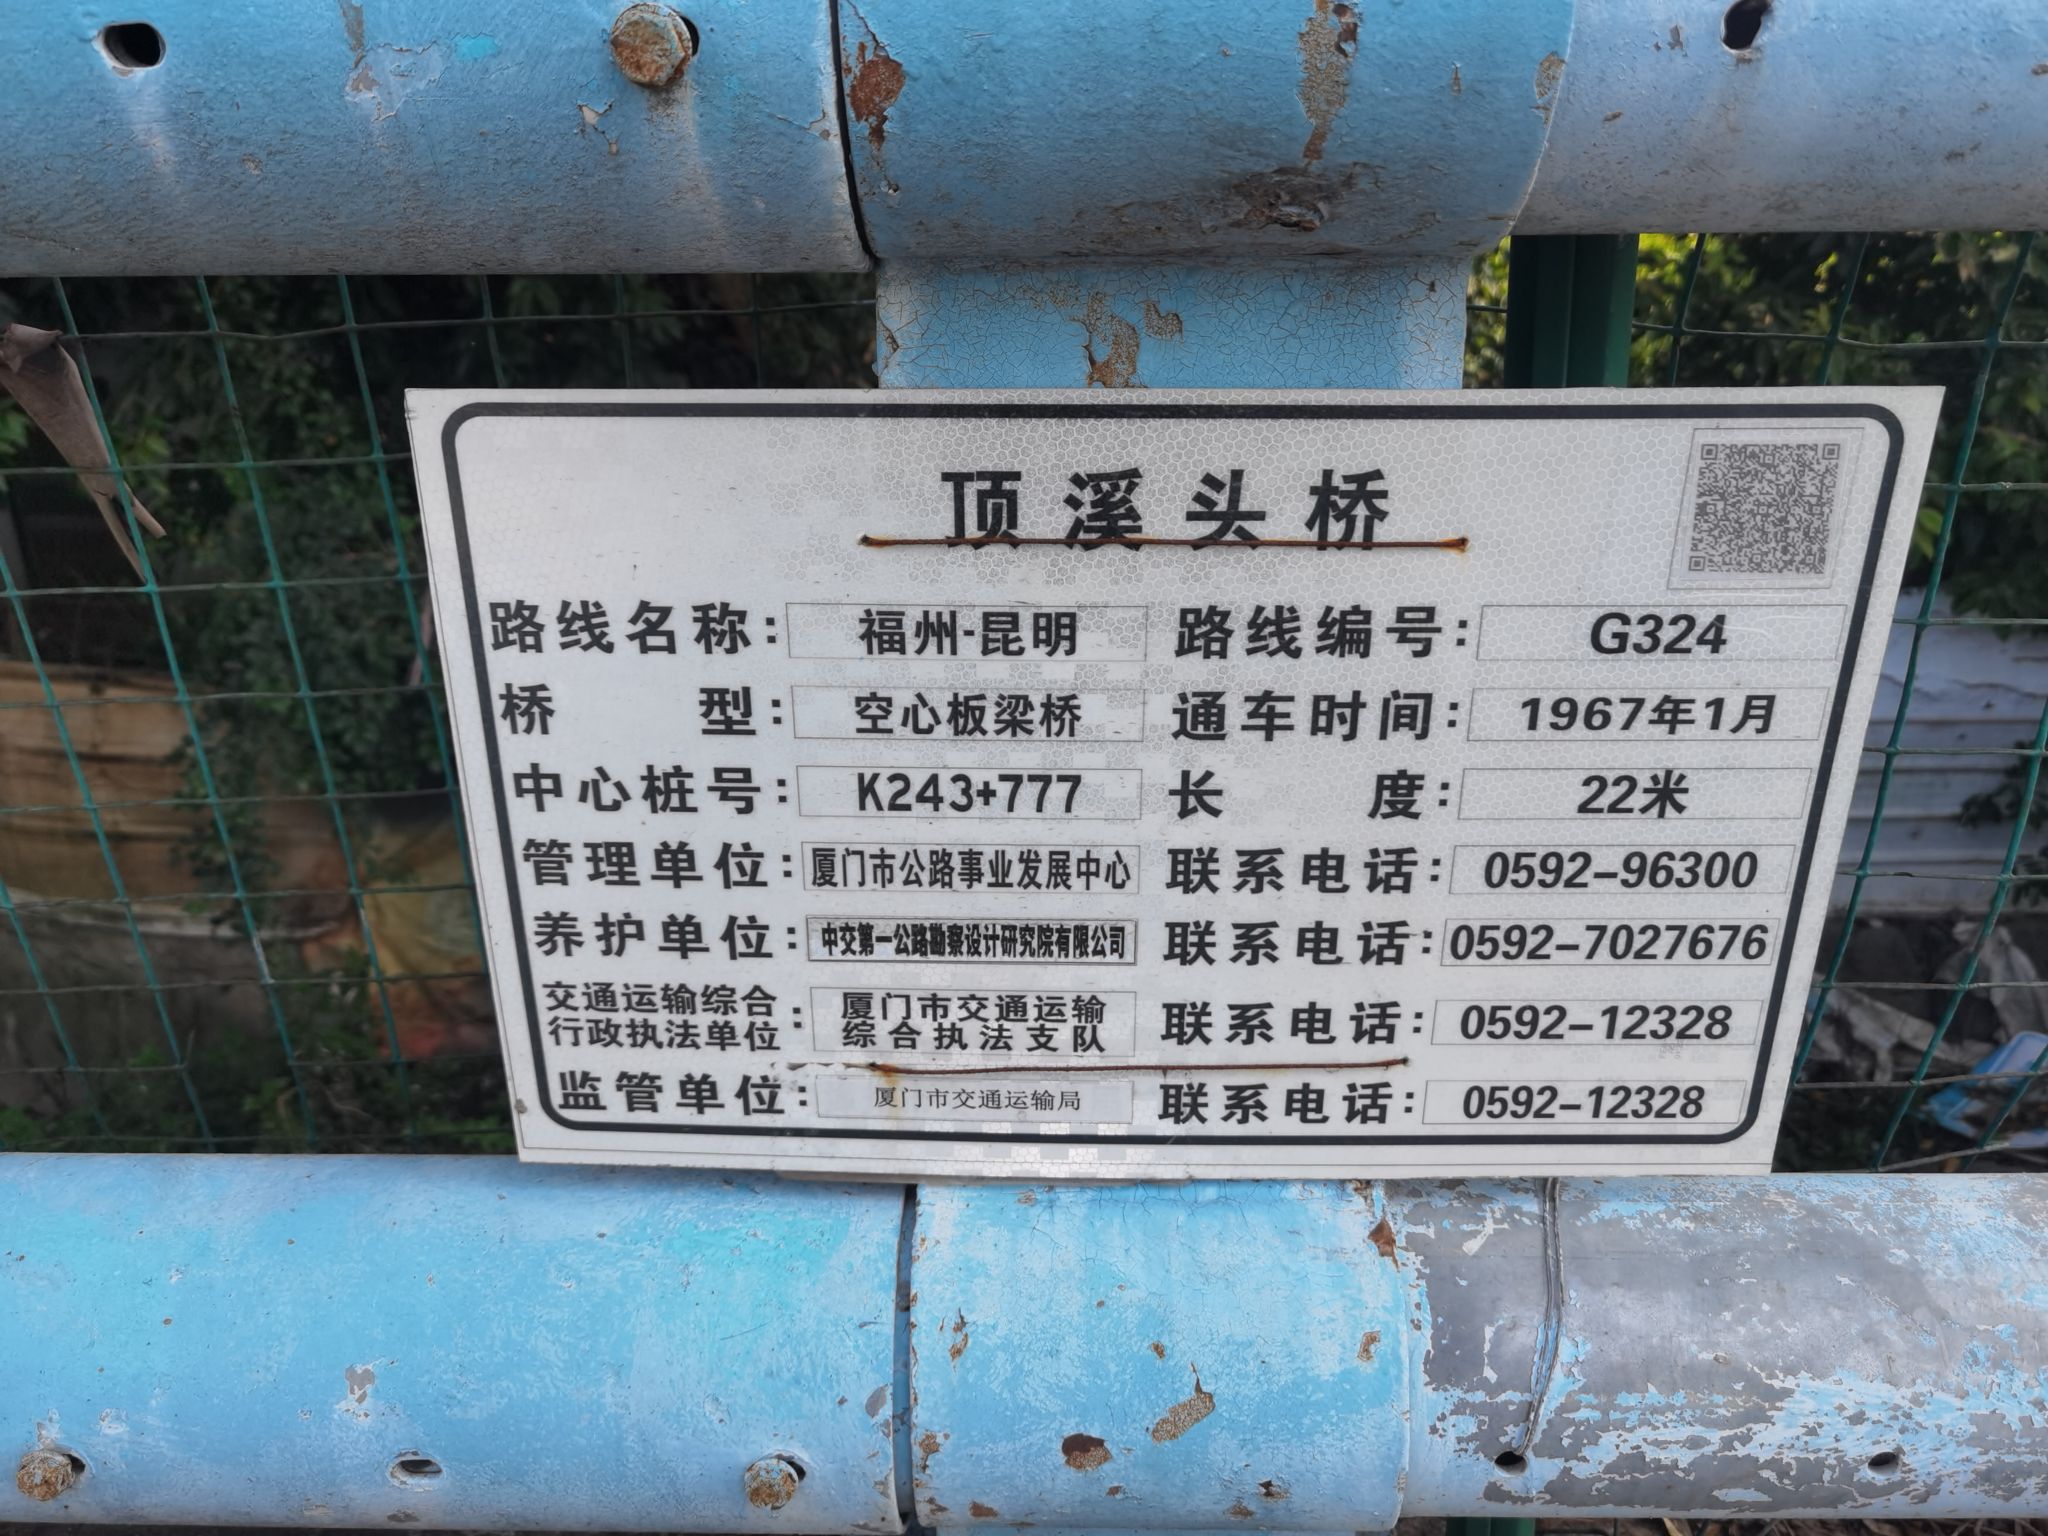 顶溪头桥
路线名称：福州-昆明 路线编号：G324
桥型：空心板梁桥 通车时间：1967年1月
中心桩号：K243+777 长度：22米
管理单位：厦门市公路事业发展中心 联系电话：0592-96300
养护单位：中交第一公路勘察设计研究院有限公司 联系电话：0592-7027676
交通运输综合行政执法单位：厦门市交通运输综合执法支队 联系电话：0592-12328
监管单位：厦门市交通运输局 联系电话：0592-12328